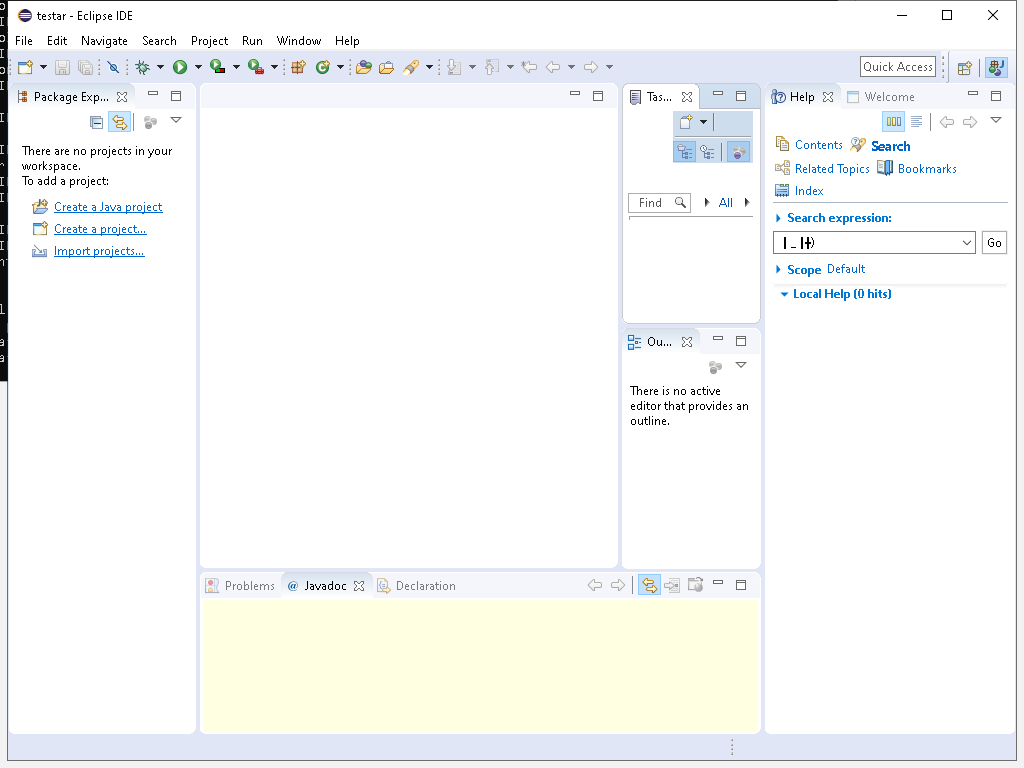 testar - Eclipse IDE
File Edit Navigate Search Project Run Window Help
Quick Access
Package Exp...
There are no projects in your
workspace.
To add a project:
Create a Java project
Create a project...
Import projects...
Tas...
Find
All
Ou...
There is no active
editor that provides an
outline.
Help
Welcome
Contents
Search
Related Topics
Bookmarks
Index
Search expression:
Go
Scope Default
Local Help (0 hits)
Problems
@ Javadoc
Declaration